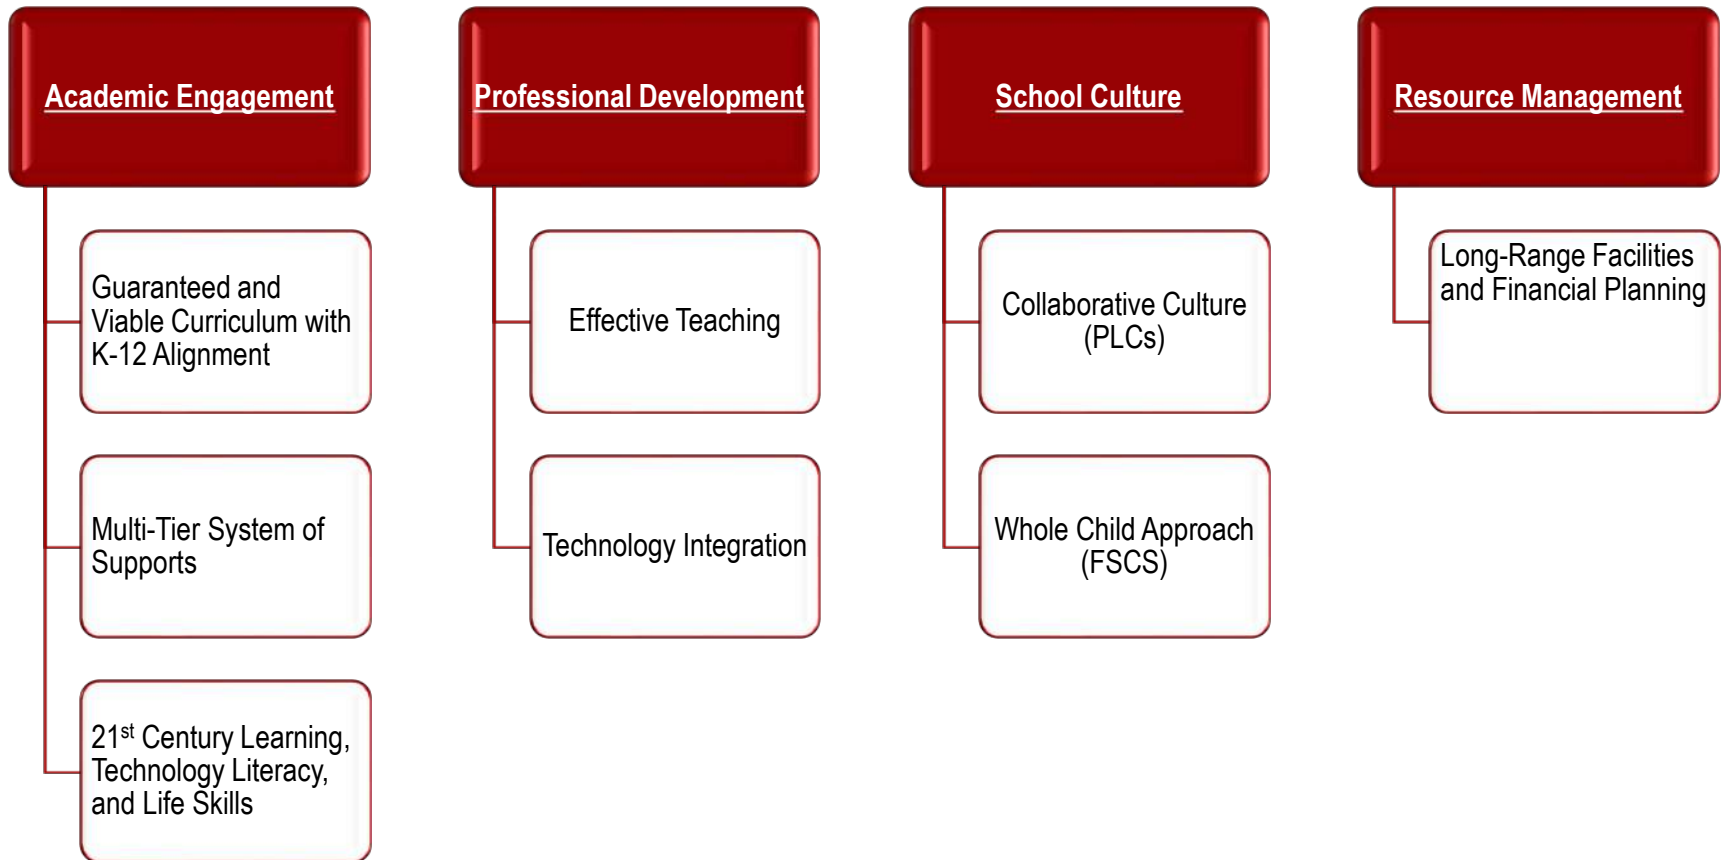 Academic Engagement
Guaranteed and
Viable Curriculum with
K-12 Alignment
Multi-Tier System of
Supports
21st Century Learning,
Technology Literacy,
and Life Skills
Professional Development
Effective Teaching
Technology Integration
School Culture
Collaborative Culture
(PLCs)
Whole Child Approach
(FSCS)
Resource Management
Long-Range Facilities
and Financial Planning